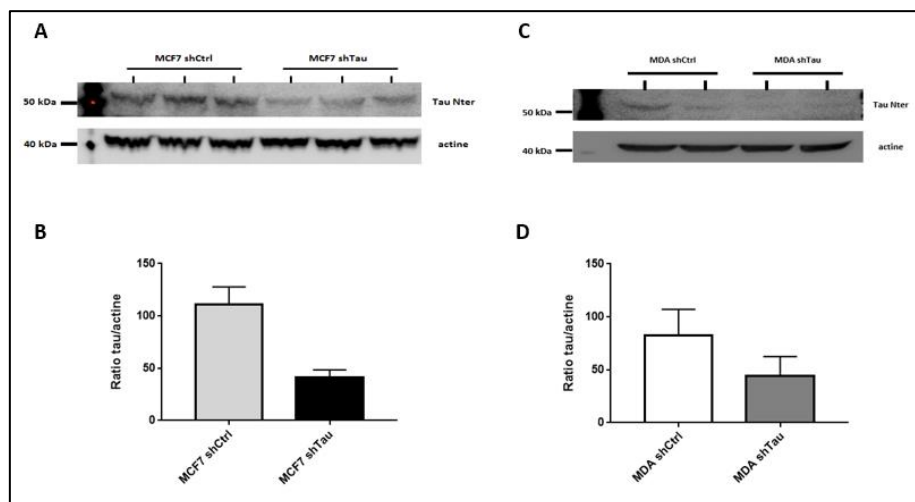 A
MCF7 shCtrl
MCF7 shTau
50 kDa
Tau Nter
40 kDa
actine
B
150
100
50
0
Ratio tau/actine
MCF7 shCtrl
MCF7 shTau
C
MDA shCtrl
MDA shTau
50 kDa
Tau Nter
40 kDa
actine
D
150
100
50
0
Ratio tau/actine
MDA shCtrl
MDA shTau